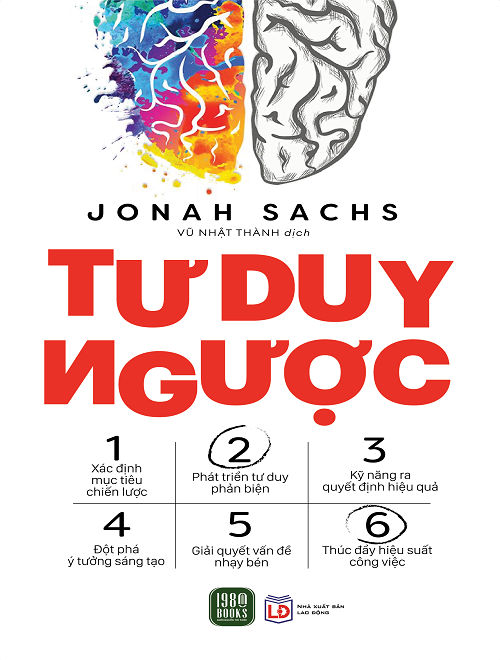 JONAH SACHS
VŨ NHẬT THÀNH dịch
TƯ DUY
NGƯỢC
1
Xác định
mục tiêu
chiến lược
2
Phát triển tư duy
phản biện
3
Kỹ năng ra
quyết định hiệu quả
4
Đột phá
ý tưởng sáng tạo
5
Giải quyết vấn đề
nhạy bén
6
Thúc đẩy hiệu suất
công việc
1980
BOOKS
LĐ
NHÀ XUẤT BẢN
LAO ĐỘNG